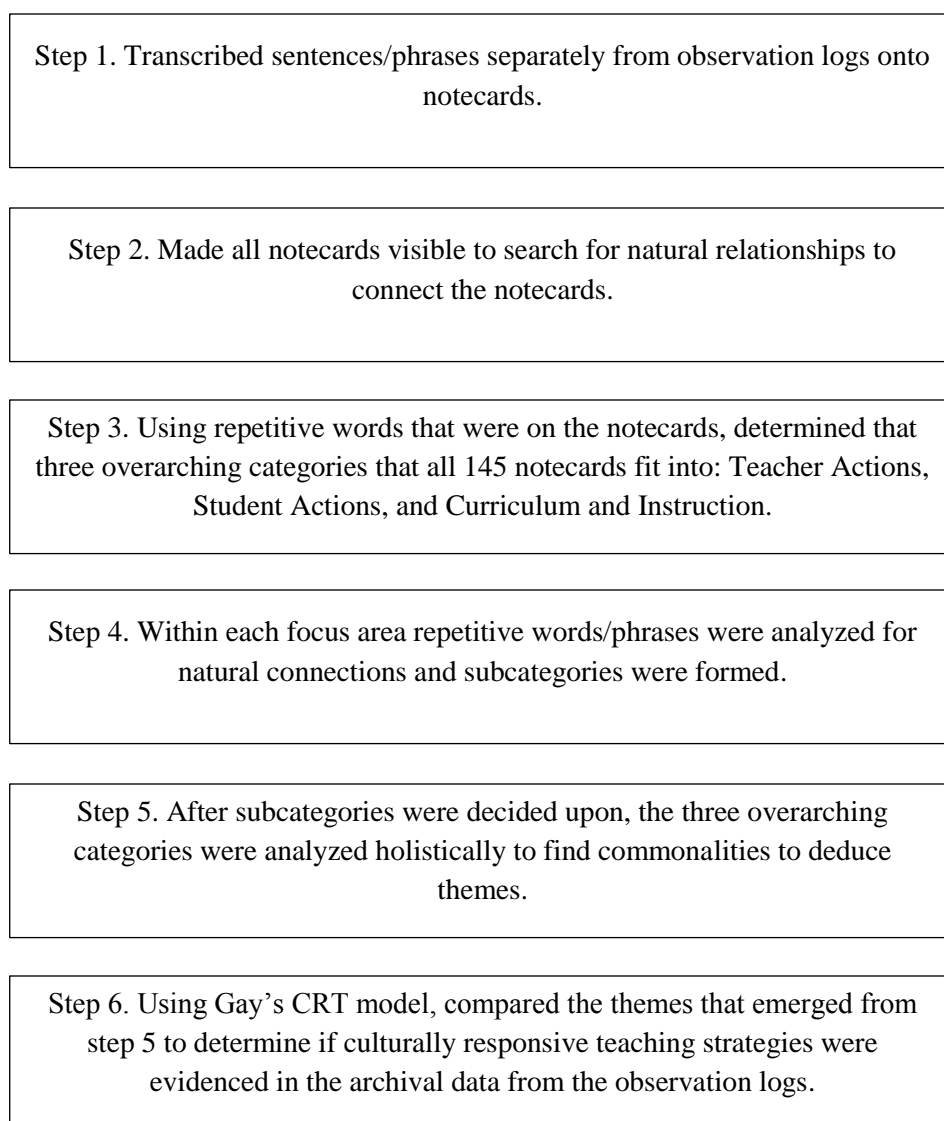 Step 1. Transcribed sentences/phrases separately from observation logs onto
notecards.
Step 2. Made all notecards visible to search for natural relationships to
connect the notecards.
Step 3. Using repetitive words that were on the notecards, determined that
three overarching categories that all 145 notecards fit into: Teacher Actions,
Student Actions, and Curriculum and Instruction.
Step 4. Within each focus area repetitive words/phrases were analyzed for
natural connections and subcategories were formed.
Step 5. After subcategories were decided upon, the three overarching
categories were analyzed holistically to find commonalities to deduce
themes.
Step 6. Using Gay’s CRT model, compared the themes that emerged from
step 5 to determine if culturally responsive teaching strategies were
evidenced in the archival data from the observation logs.